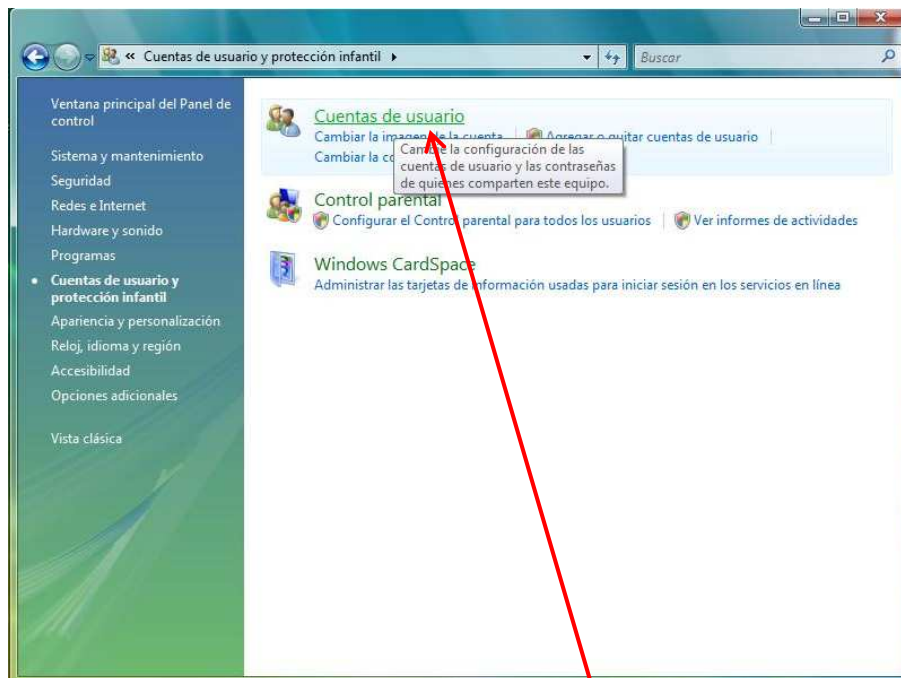 « Cuentas de usuario y protección infantil
Buscar
Ventana principal del Panel de
control
Sistema y mantenimiento
Seguridad
Redes e Internet
Hardware y sonido
Programas
Cuentas de usuario y
protección infantil
Apariencia y personalización
Reloj, idioma y región
Accesibilidad
Opciones adicionales
Vista clásica
Cuentas de usuario
Cambiar la imagen de la cuenta
Agregar o quitar cuentas de usuario
Cambiar la
Cambie la configuración de las
cuentas de usuario y las contraseñas
de quienes comparten este equipo.
Control parental
Configurar el Control parental para todos los usuarios
Ver informes de actividades
Windows CardSpace
Administrar las tarjetas de información usadas para iniciar sesión en los servicios en línea